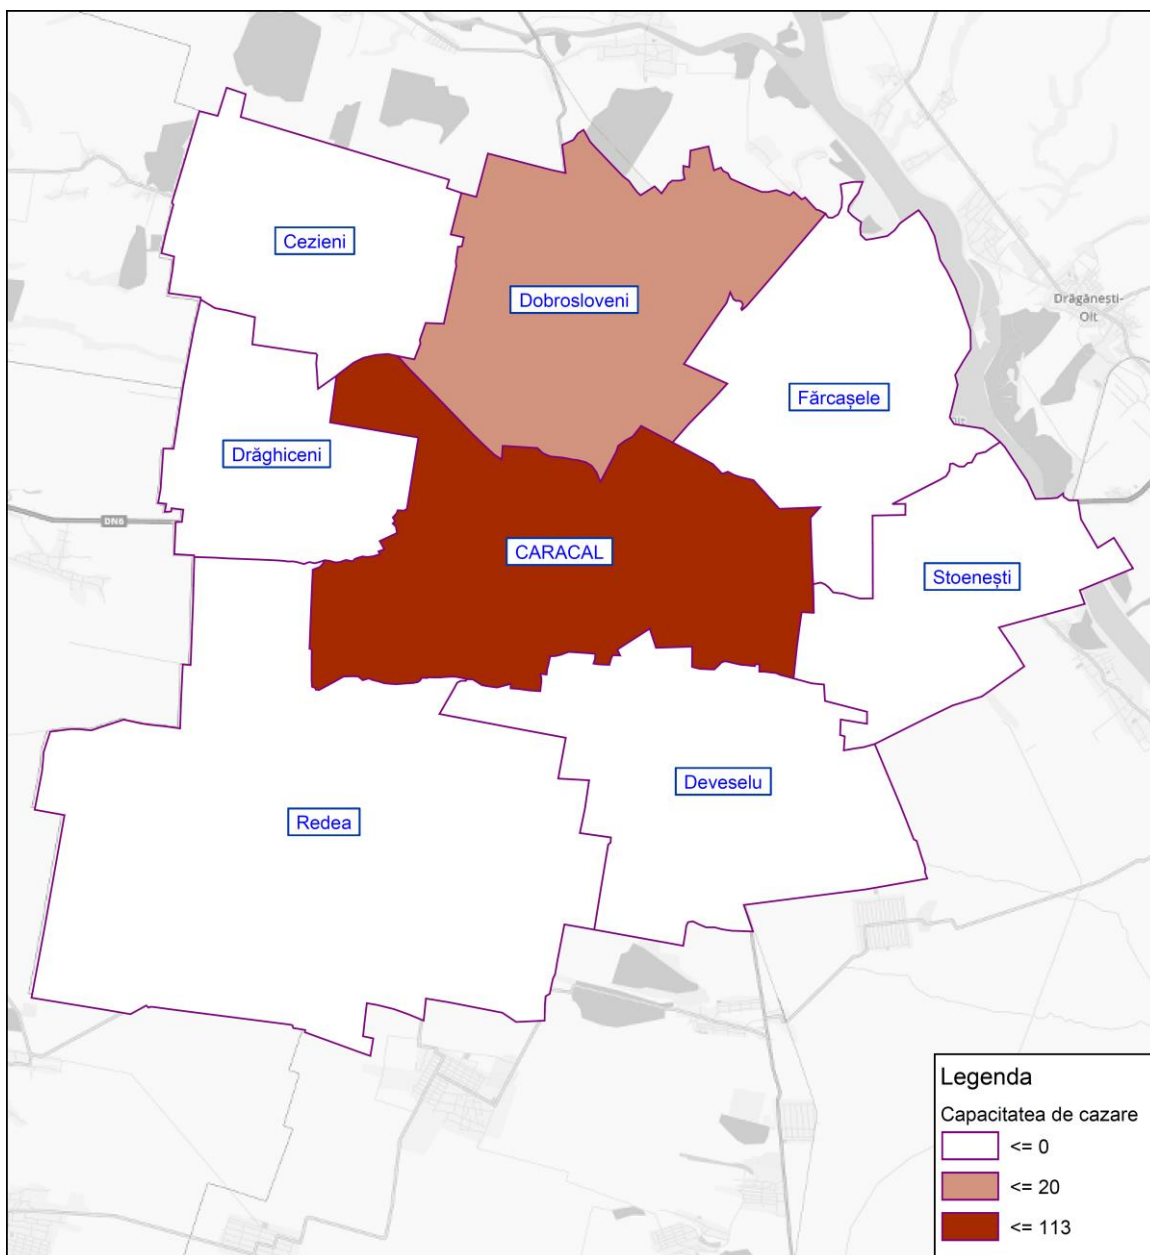 Cezieni
Dobrosloveni
Drăgănești-
Olt
Fărcașele
Drăghiceni
DN6
CARACAL
Stoenești
Deveselu
Redea
Legenda
Capacitatea de cazare
<= 0
<= 20
<= 113